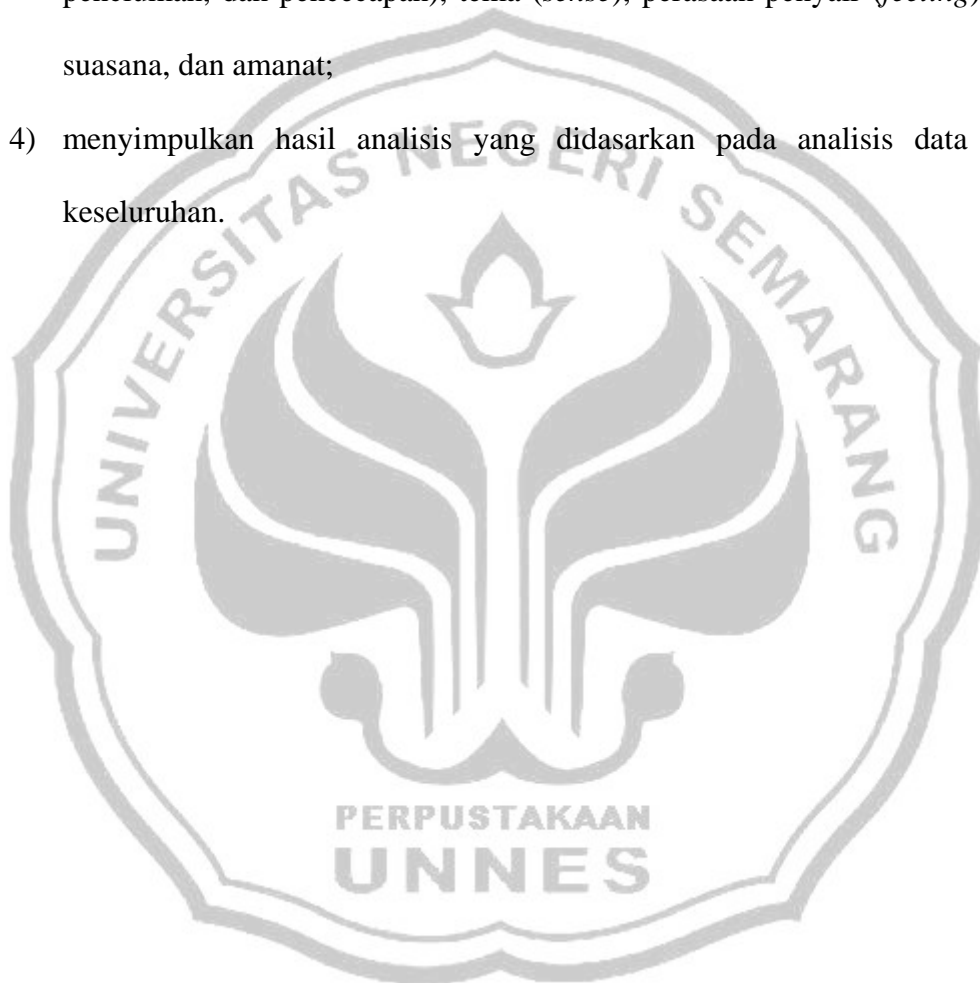 suasana, dan amanat;
4) menyimpulkan hasil analisis yang didasarkan pada analisis data
keseluruhan.
UNIVERSITAS NEGERI SEMARANG
PERPUSTAKAAN
UNNES